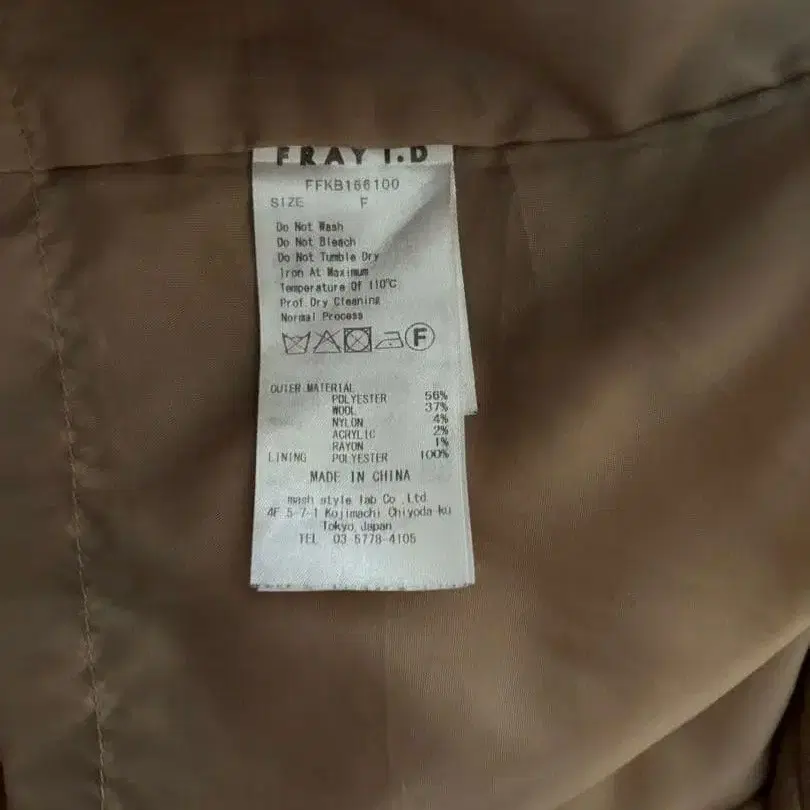 FRAY I.D
FFKB166100
SIZE F
Do Not Wash
Do Not Bleach
Do Not Tumble Dry
Iron At Maximum
Temperature Of 110℃
Prof.Dry Cleaning
Normal Process
F
OUTER MATERIAL
POLYESTER 56%
WOOL 37%
NYLON 4%
ACRYLIC 2%
RAYON 1%
LINING POLYESTER 100%
MADE IN CHINA
mash style lab Co.,Ltd
4F 5-7-1 Kojimachi Chiyoda-ku
Tokyo,Japan
TEL 03-5778-4105